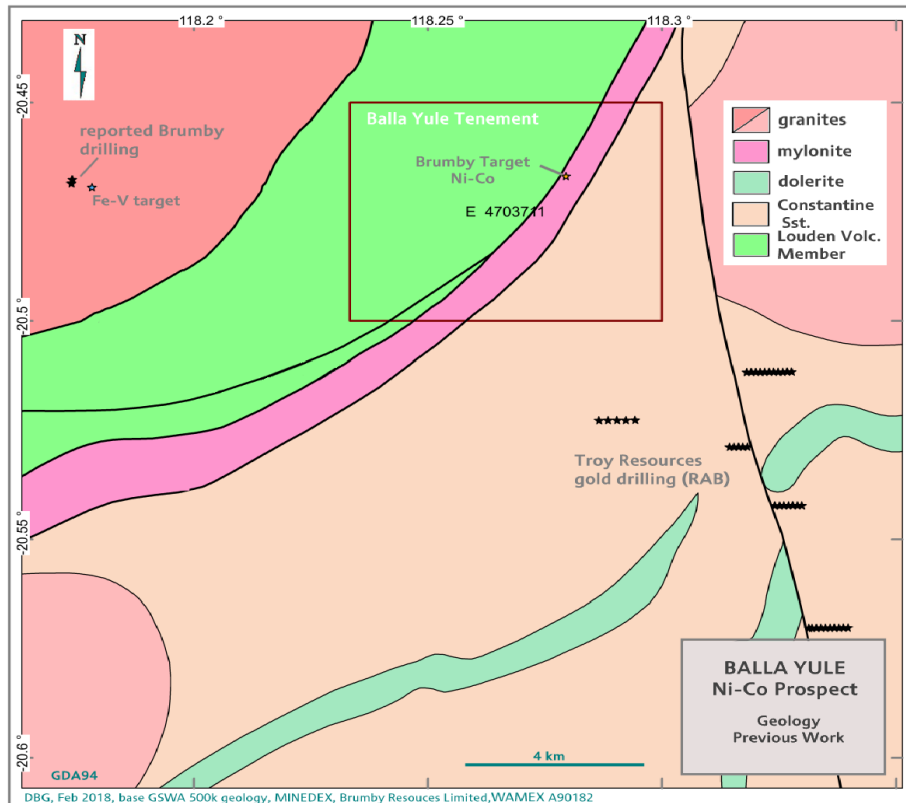 118.2 °
118.25 °
118.3 °
N
-20.45 °
reported Brumby
drilling
Fe-V target
Balla Yule Tenement
Brumby Target
Ni-Co
E 4703711
granites
mylonite
dolerite
Constantine
Sst.
Louden Volc.
Member
-20.5 °
Troy Resources
gold drilling (RAB)
-20.55 °
BALLA YULE
Ni-Co Prospect
Geology
Previous Work
-20.6 °
GDA94
4 km
DBG, Feb 2018, base GSWA 500k geology, MINEDEX, Brumby Resouces Limited,WAMEX A90182